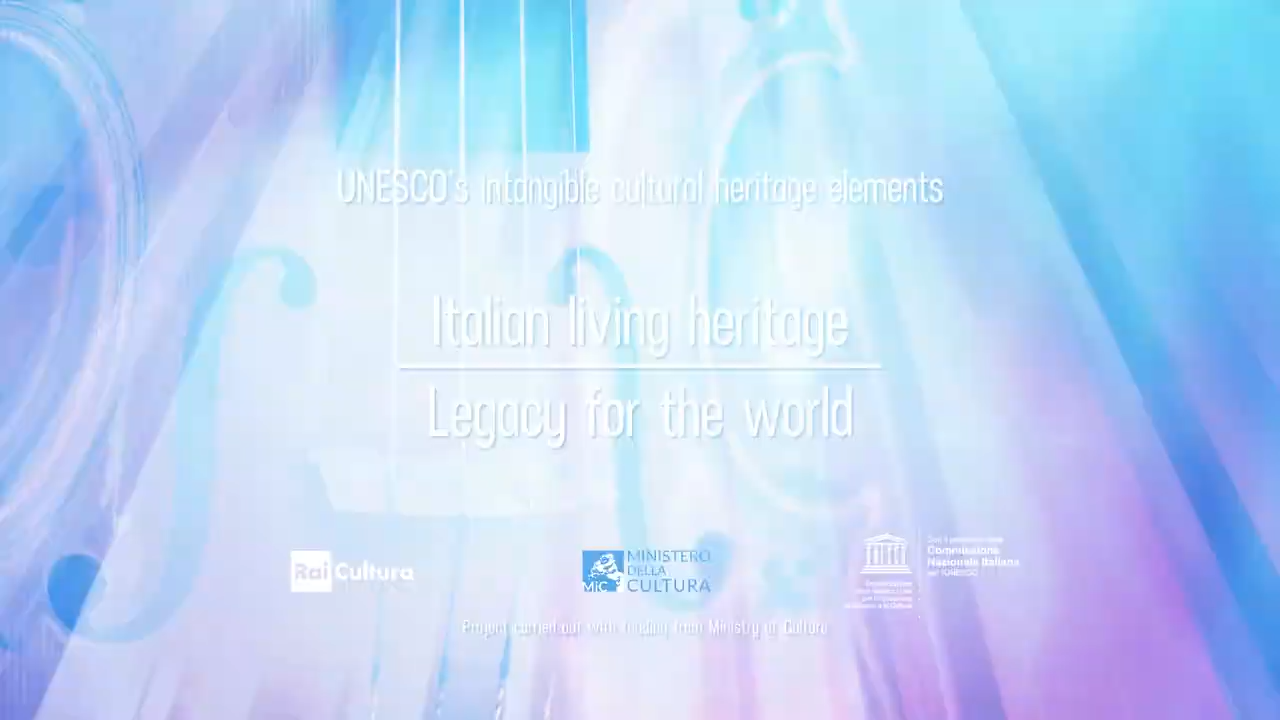 UNESCO's intangible cultural heritage elements
Italian living heritage
Legacy for the world
Rai Cultura
MiC
MINISTERO
DELLA
CULTURA
Commissione
Nazionale Italiana
per l'UNESCO
Project carried out with funding from Ministry of Culture